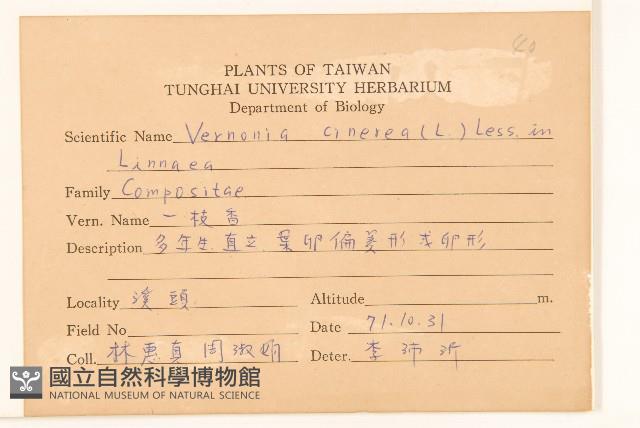 40
PLANTS OF TAIWAN
TUNGHAI UNIVERSITY HERBARIUM
Department of Biology
Scientific Name Vernonia cinerea (L.) Less. in
Linnaea
Family Compositae
Vern. Name 一枝香
Description 多年生 直立 葉卵偏菱形或卵形
Locality 溪頭
Altitude m.
Field No
Date 71.10.31
Coll. 林惠真 周淑娟
Deter. 李沛沂
國立自然科學博物館
NATIONAL MUSEUM OF NATURAL SCIENCE